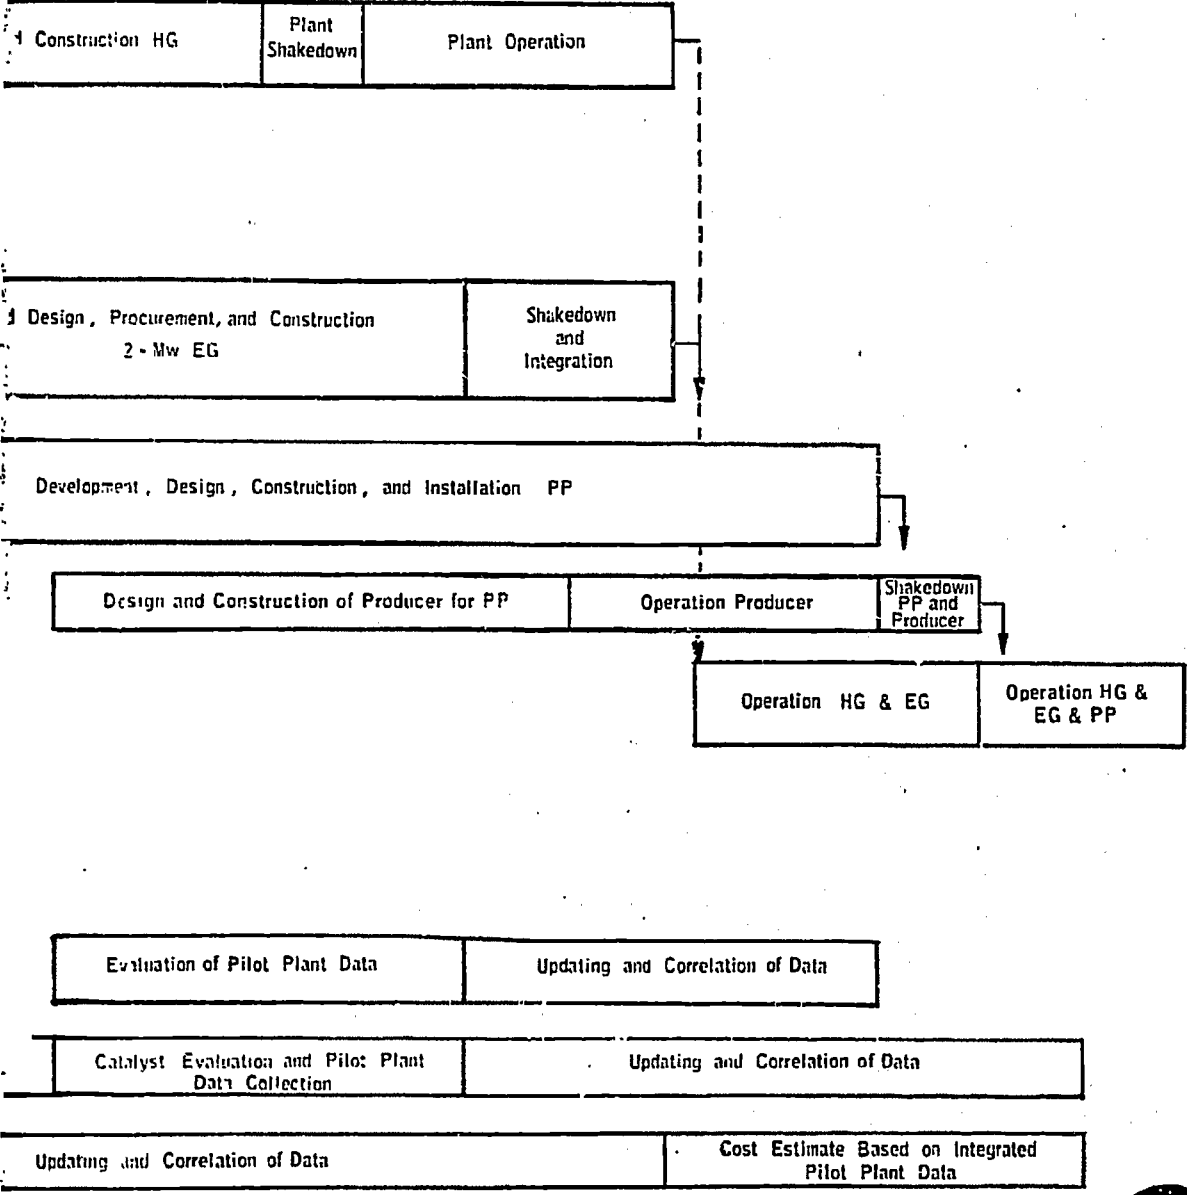 Construction HG
Plant
Shakedown
Plant Operation
Design, Procurement, and Construction
2-Mw EG
Shakedown
and
Integration
Development, Design, Construction, and Installation PP
Design and Construction of Producer for PP
Operation Producer
Shakedown
PP and
Producer
Operation HG & EG
Operation HG &
EG & PP
Evaluation of Pilot Plant Data
Updating and Correlation of Data
Catalyst Evaluation and Pilot Plant
Data Collection
Updating and Correlation of Data
Updating and Correlation of Data
Cost Estimate Based on Integrated
Pilot Plant Data